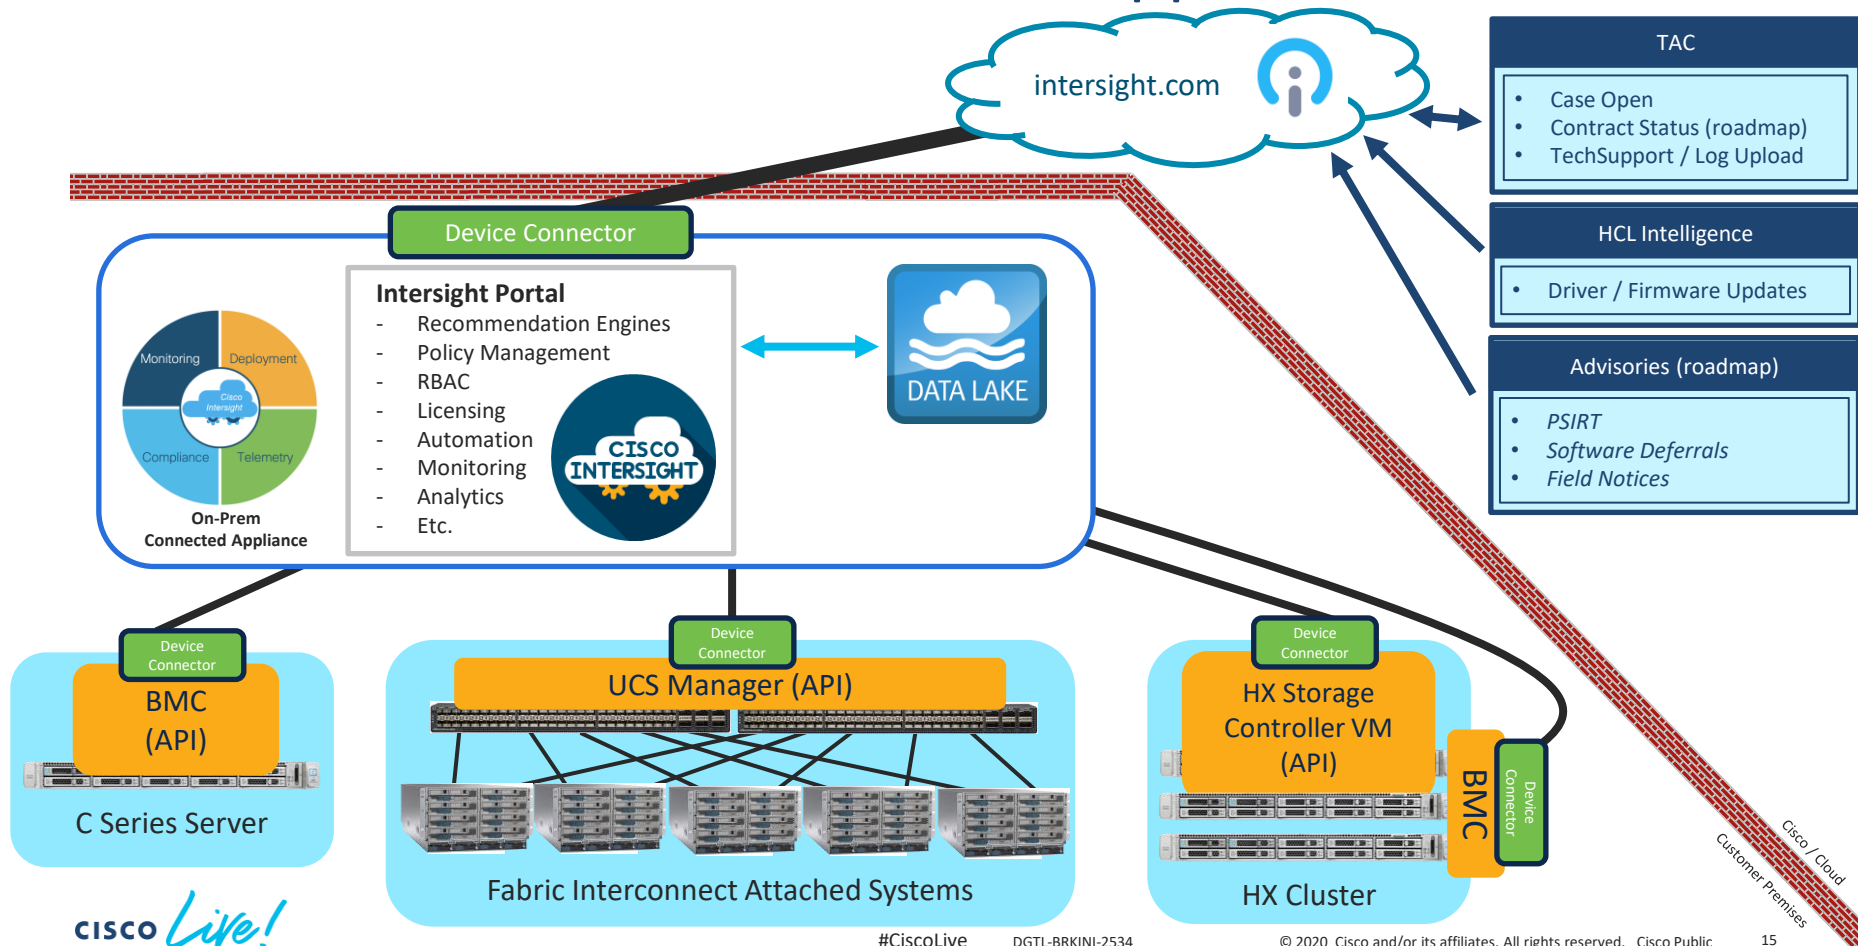 intersight.com
TAC
• Case Open
• Contract Status (roadmap)
• TechSupport / Log Upload
HCL Intelligence
• Driver / Firmware Updates
Advisories (roadmap)
• PSIRT
• Software Deferrals
• Field Notices
Device Connector
Monitoring
Deployment
Cisco
Intersight
Compliance
Telemetry
On-Prem
Connected Appliance
Intersight Portal
- Recommendation Engines
- Policy Management
- RBAC
- Licensing
- Automation
- Monitoring
- Analytics
- Etc.
CISCO
INTERSIGHT
DATA LAKE
Device
Connector
BMC
(API)
C Series Server
Device
Connector
UCS Manager (API)
Fabric Interconnect Attached Systems
Device
Connector
HX Storage
Controller VM
(API)
BMC
Device
Connector
HX Cluster
Cisco / Cloud
Customer Premises
CISCO Live!
#CiscoLive
DGTL-BRKINI-2534
© 2020 Cisco and/or its affiliates. All rights reserved. Cisco Public
15